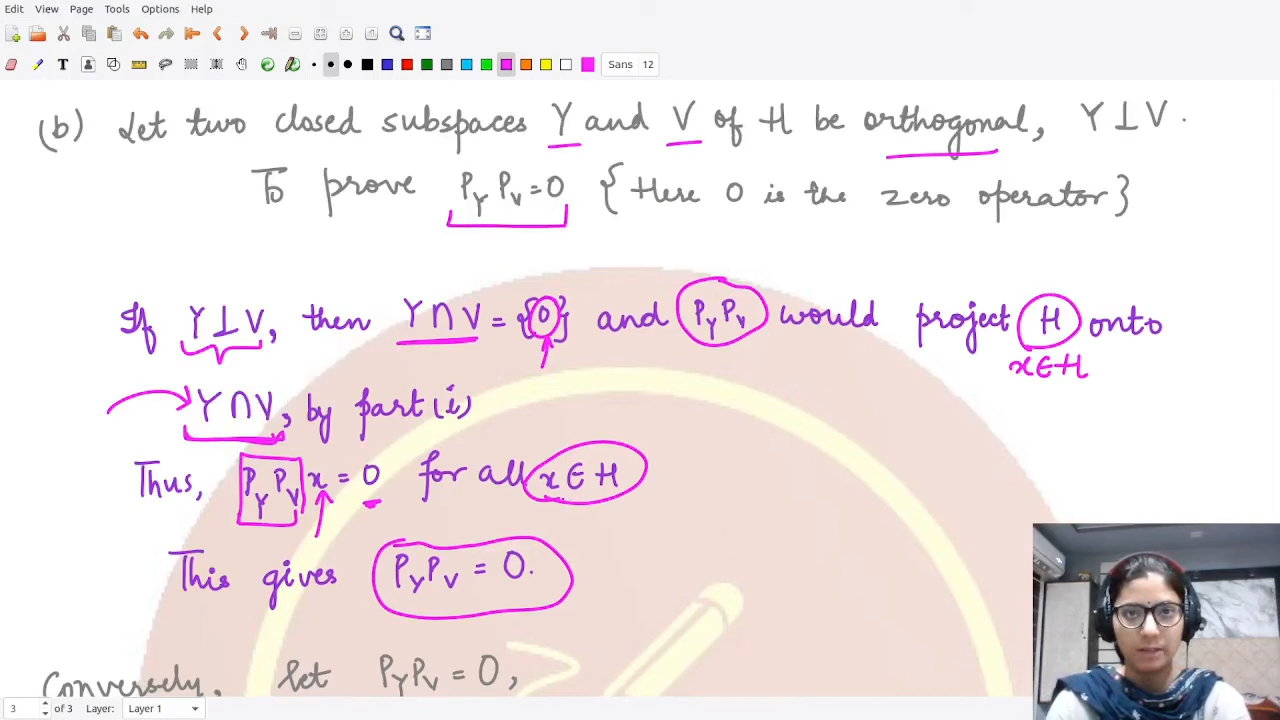 Edit View Page Tools Options Help
Sans 12
(b) Let two closed subspaces Y and V of H be orthogonal, Y⊥V.
To prove P_Y P_V = 0 {Here 0 is the zero operator}
If Y⊥V, then Y∩V = {0} and P_Y P_V would project H onto
x∈H
Y∩V, by part (i)
Thus, P_Y P_V x = 0 for all x∈H
This gives P_Y P_V = 0.
Conversely, let P_Y P_V = 0,
3 of 3 Layer: Layer 1